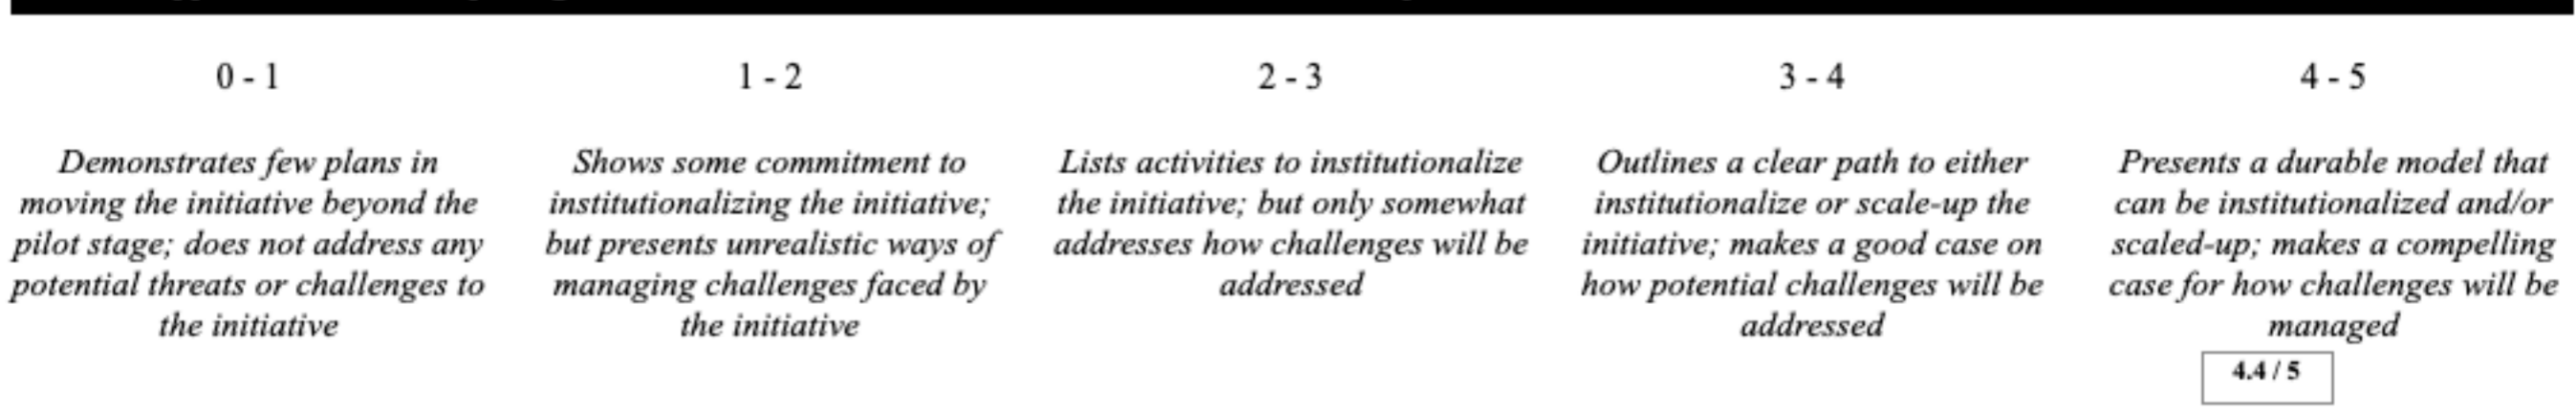 0 - 1
Demonstrates few plans in
moving the initiative beyond the
pilot stage; does not address any
potential threats or challenges to
the initiative
1 - 2
Shows some commitment to
institutionalizing the initiative;
but presents unrealistic ways of
managing challenges faced by
the initiative
2 - 3
Lists activities to institutionalize
the initiative; but only somewhat
addresses how challenges will be
addressed
3 - 4
Outlines a clear path to either
institutionalize or scale-up the
initiative; makes a good case on
how potential challenges will be
addressed
4 - 5
Presents a durable model that
can be institutionalized and/or
scaled-up; makes a compelling
case for how challenges will be
managed
4.4 / 5